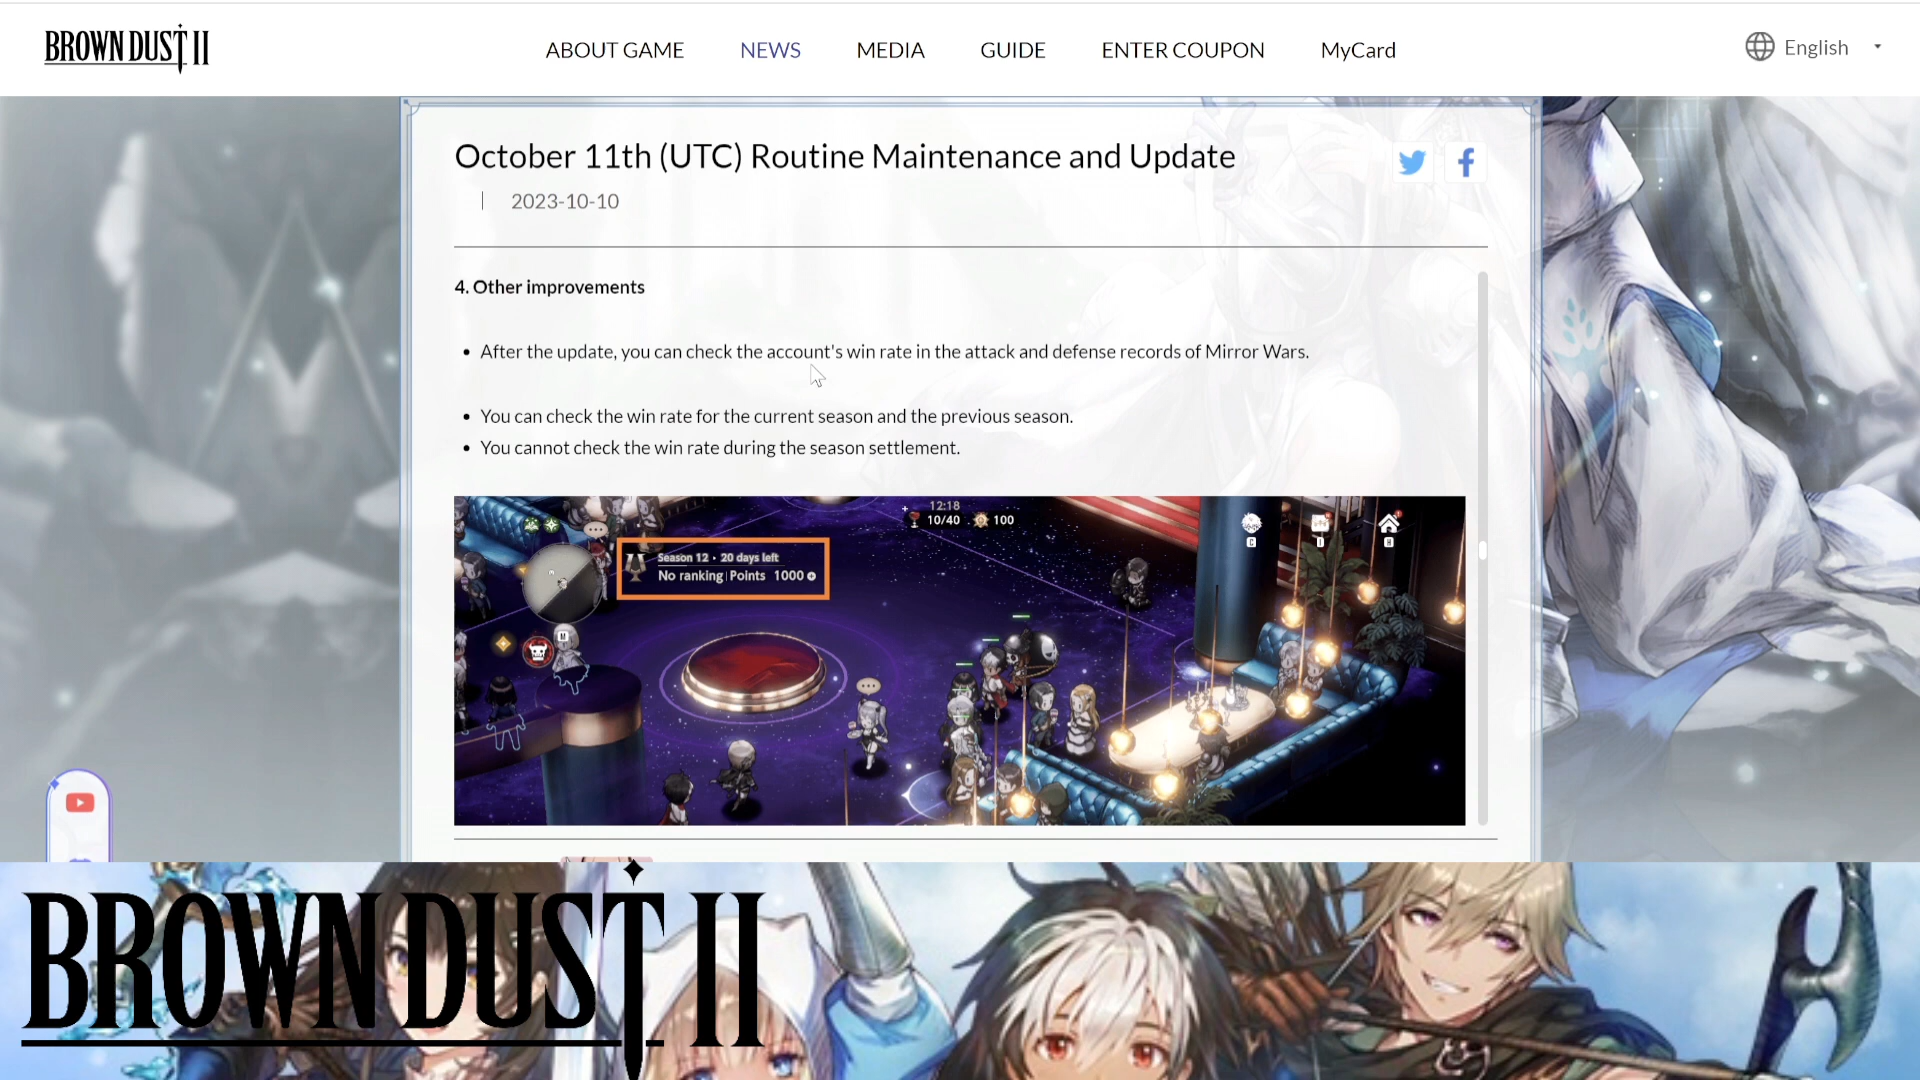 BROWN DUST II
ABOUT GAME
NEWS
MEDIA
GUIDE
ENTER COUPON
MyCard
English
October 11th (UTC) Routine Maintenance and Update
2023-10-10
4. Other improvements
After the update, you can check the account's win rate in the attack and defense records of Mirror Wars.
You can check the win rate for the current season and the previous season.
You cannot check the win rate during the season settlement.
12:18
10/40
100
Season 12 • 20 days left
No ranking | Points 1000
M
BROWN DUST II